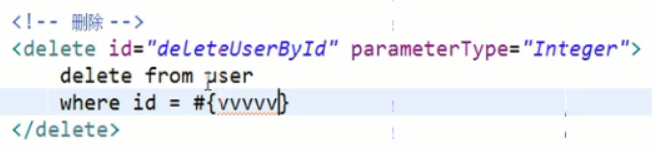 <!-- 删除 -->
<delete id="deleteUserById" parameterType="Integer">
delete from user
where id = #{vvvvv}
</delete>